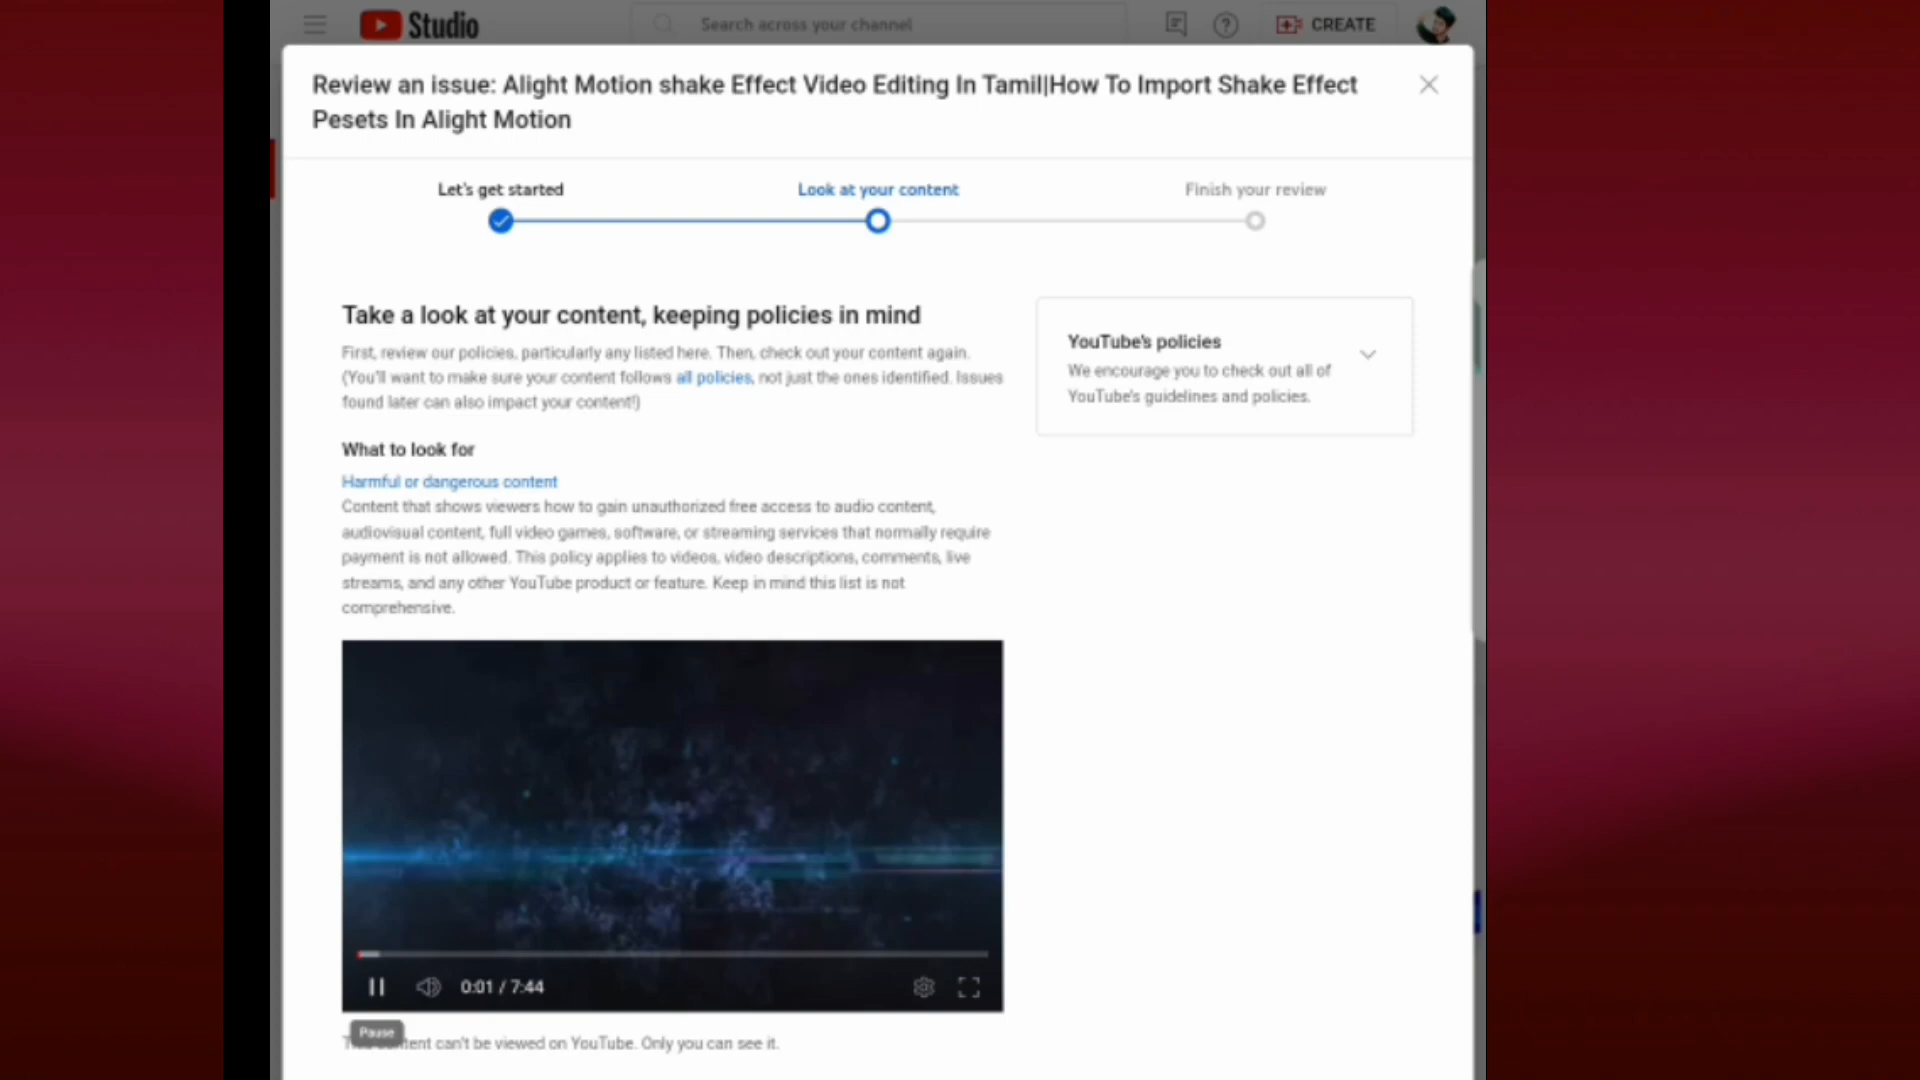 Studio
Search across your channel
CREATE
Review an issue: Alight Motion shake Effect Video Editing In Tamil|How To Import Shake Effect
Pesets In Alight Motion
Let's get started
Look at your content
Finish your review
Take a look at your content, keeping policies in mind
First, review our policies, particularly any listed here. Then, check out your content again.
(You'll want to make sure your content follows all policies, not just the ones identified. Issues
found later can also impact your content!)
What to look for
Harmful or dangerous content
Content that shows viewers how to gain unauthorized free access to audio content,
audiovisual content, full video games, software, or streaming services that normally require
payment is not allowed. This policy applies to videos, video descriptions, comments, live
streams, and any other YouTube product or feature. Keep in mind this list is not
comprehensive.
YouTube's policies
We encourage you to check out all of
YouTube's guidelines and policies.
0:01 / 7:44
Pause
can't be viewed on YouTube. Only you can see it.